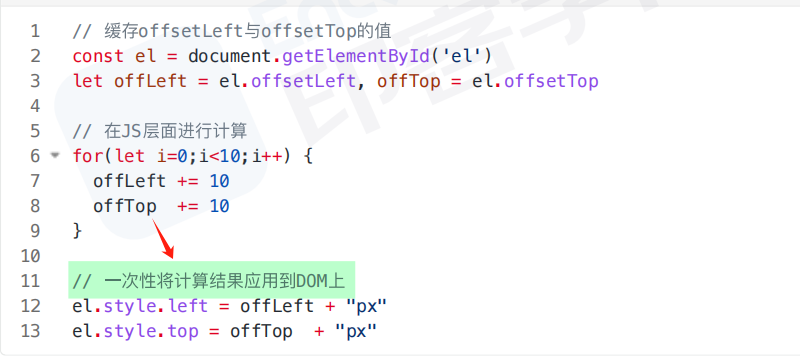 1 // 缓存offsetLeft与offsetTop的值
2 const el = document.getElementById('el')
3 let offLeft = el.offsetLeft, offTop = el.offsetTop
4
5 // 在JS层面进行计算
6 for(let i=0;i<10;i++) {
7   offLeft += 10
8   offTop  += 10
9 }
10
11 // 一次性将计算结果应用到DOM上
12 el.style.left = offLeft + "px"
13 el.style.top = offTop  + "px"